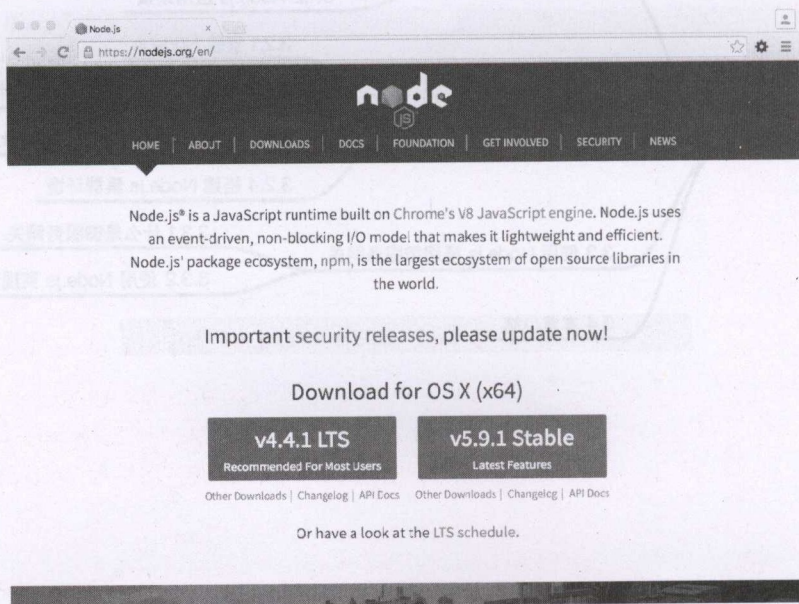 Node.js
https://nodejs.org/en/
node
JS
HOME | ABOUT | DOWNLOADS | DOCS | FOUNDATION | GET INVOLVED | SECURITY | NEWS
Node.js® is a JavaScript runtime built on Chrome's V8 JavaScript engine. Node.js uses
an event-driven, non-blocking I/O model that makes it lightweight and efficient.
Node.js' package ecosystem, npm, is the largest ecosystem of open source libraries in
the world.
Important security releases, please update now!
Download for OS X (x64)
v4.4.1 LTS
Recommended For Most Users
v5.9.1 Stable
Latest Features
Other Downloads | Changelog | API Docs
Other Downloads | Changelog | API Docs
Or have a look at the LTS schedule.